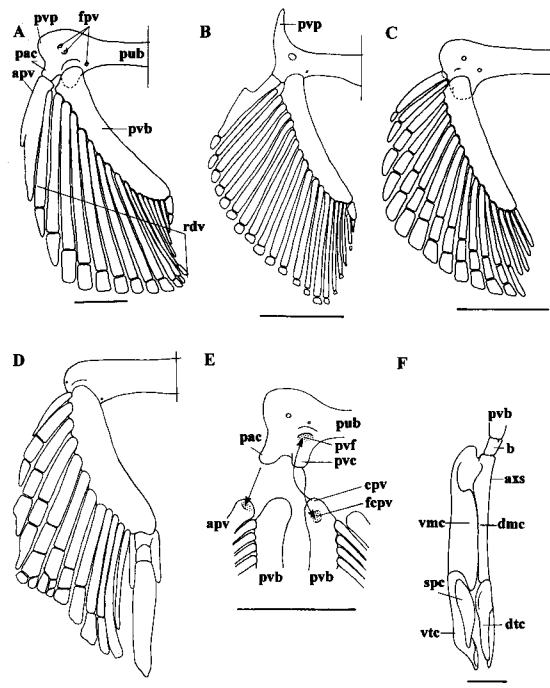 A
pvp
fpv
pac
apv
pub
pvb
rdv
B
pvp
C
D
E
pub
pac
pvf
pvc
cpv
apv
fcpv
pvb
pvb
F
pvb
b
axs
vmc
dmc
spc
vtc
dtc